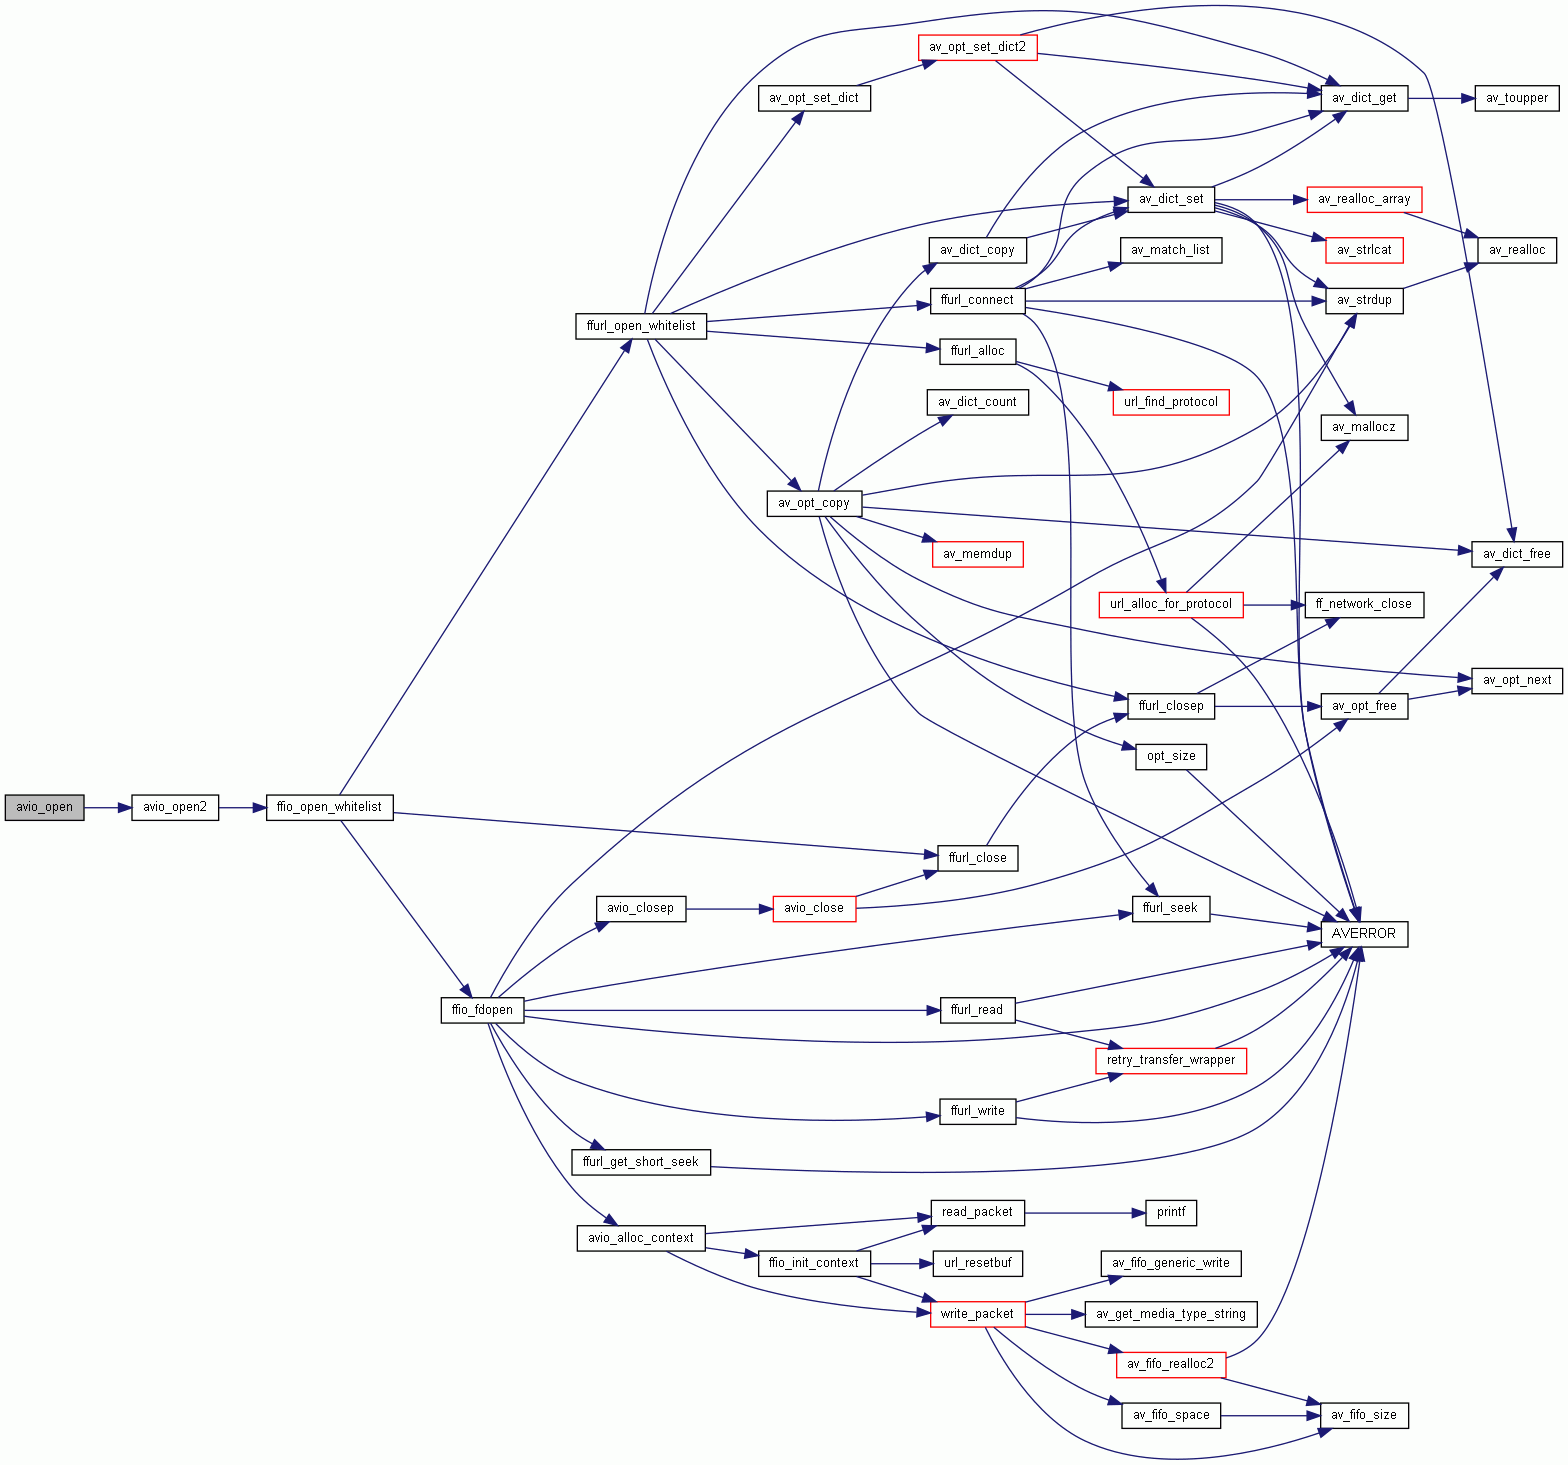 av_opt_set_dict2
av_opt_set_dict
av_dict_get
av_toupper
av_dict_set
av_realloc_array
av_dict_copy
av_match_list
av_strlcat
av_realloc
ffurl_connect
av_strdup
ffurl_open_whitelist
ffurl_alloc
av_dict_count
url_find_protocol
av_mallocz
av_opt_copy
av_memdup
av_dict_free
url_alloc_for_protocol
ff_network_close
av_opt_next
ffurl_closep
av_opt_free
opt_size
avio_open
avio_open2
ffio_open_whitelist
ffurl_close
avio_closep
avio_close
ffurl_seek
AVERROR
ffio_fdopen
ffurl_read
retry_transfer_wrapper
ffurl_write
ffurl_get_short_seek
read_packet
printf
avio_alloc_context
ffio_init_context
url_resetbuf
av_fifo_generic_write
write_packet
av_get_media_type_string
av_fifo_realloc2
av_fifo_space
av_fifo_size